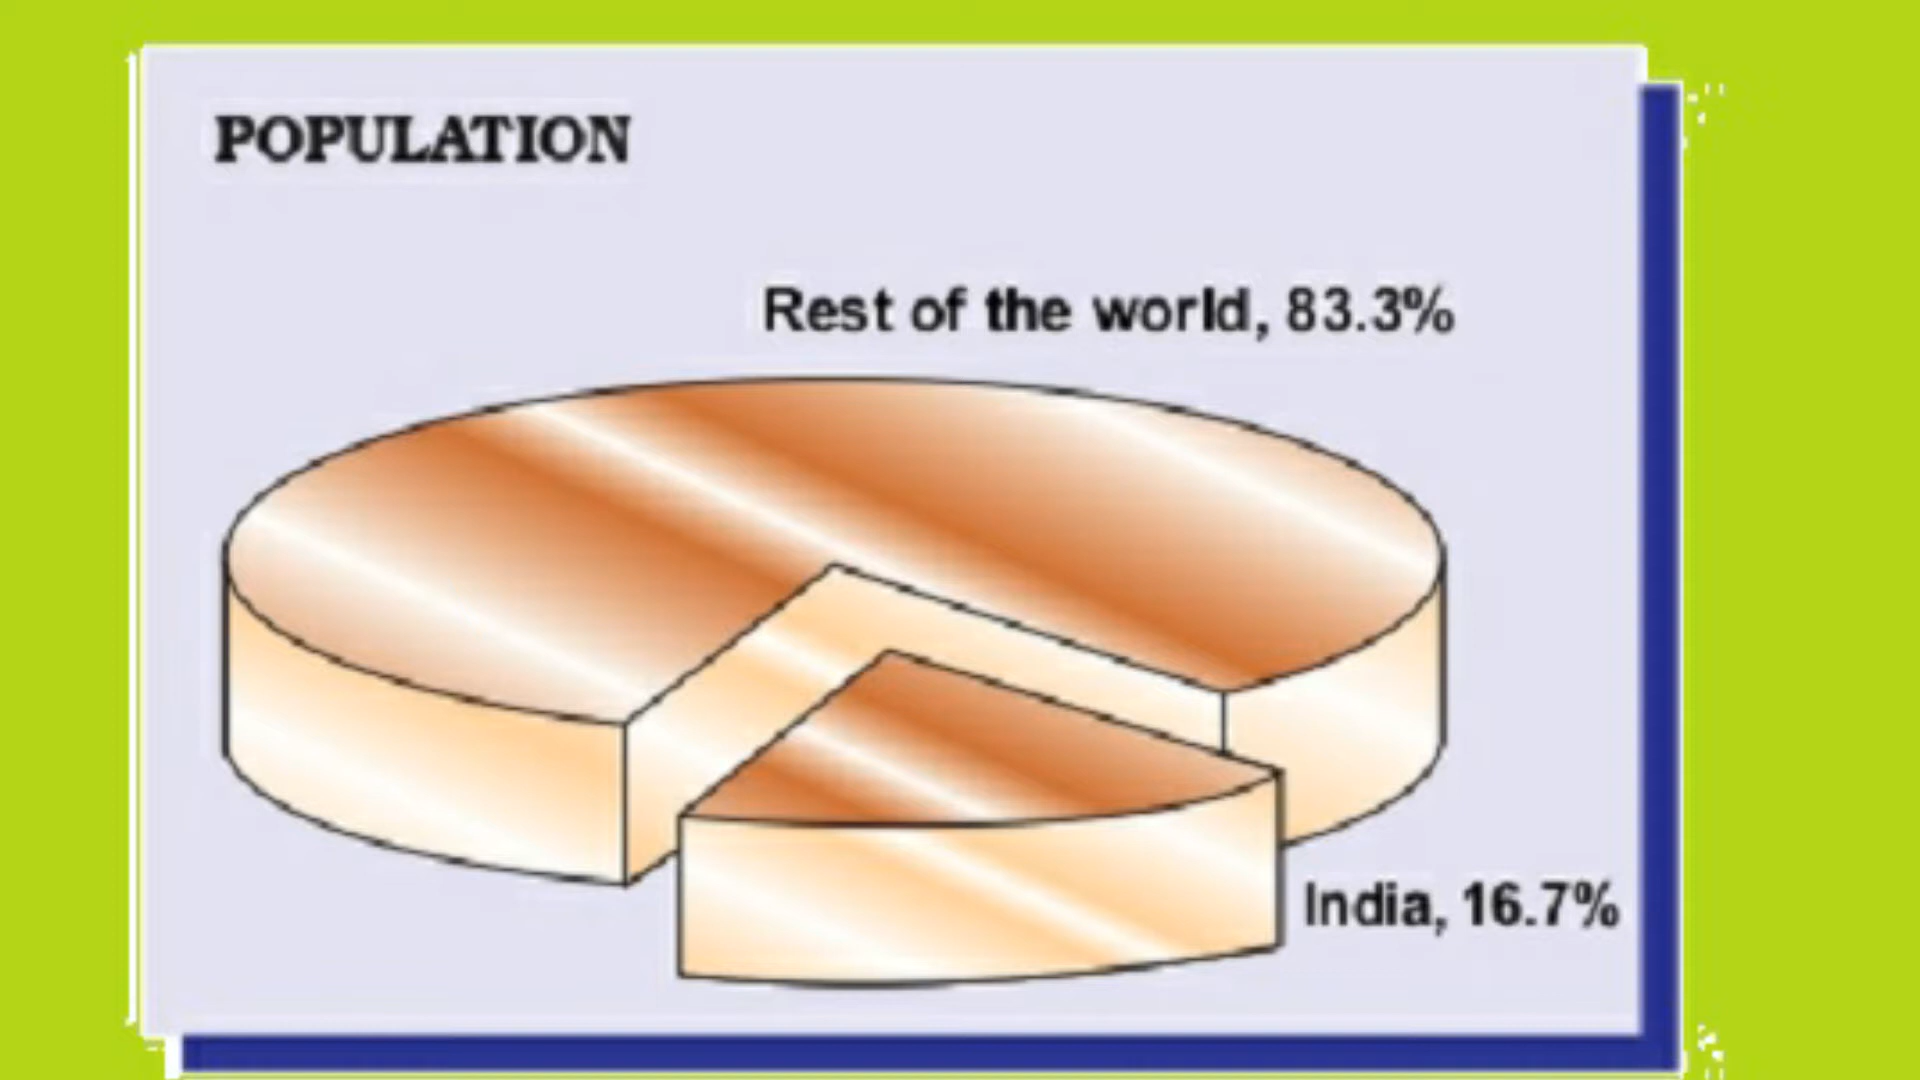 POPULATION
Rest of the world, 83.3%
India, 16.7%